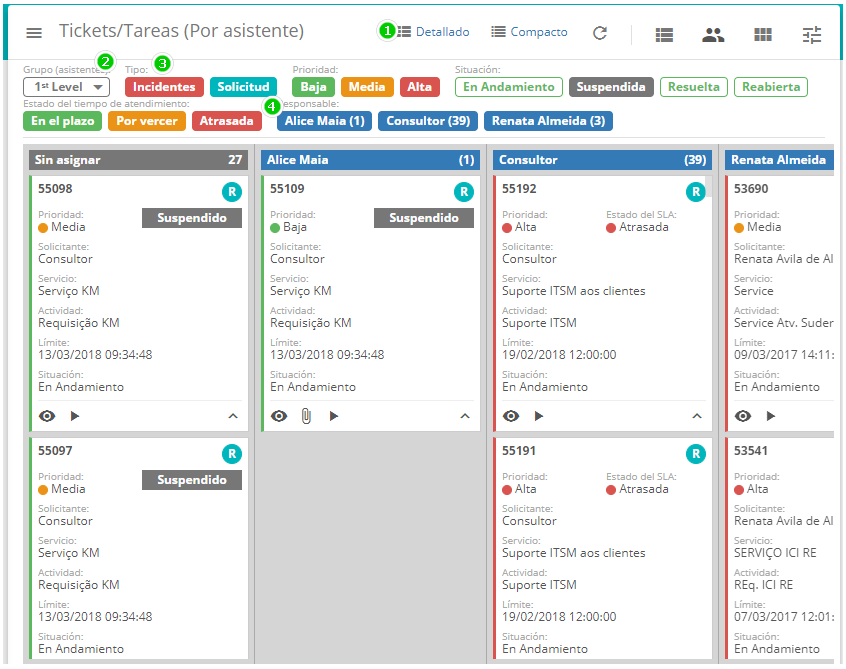 Tickets/Tareas (Por asistente)
1 Detallado Compacto
Grupo (asistentes): 2 Tipo: 3 Prioridad: Situación:
1st Level Incidentes Solicitud Baja Media Alta En Andamiento Suspendida Resuelta Reabierta
Estado del tiempo de atendimiento: 4 esponsable:
En el plazo Por vencer Atrasada Alice Maia (1) Consultor (39) Renata Almeida (3)
Sin asignar 27
55098 R
Prioridad:
Media Suspendido
Solicitante:
Consultor
Servicio:
Serviço KM
Actividad:
Requisição KM
Límite:
13/03/2018 09:34:48
Situación:
En Andamiento
55097 R
Prioridad:
Media Suspendido
Solicitante:
Consultor
Servicio:
Serviço KM
Actividad:
Requisição KM
Límite:
13/03/2018 09:34:48
Situación:
En Andamiento
Alice Maia (1)
55109 R
Prioridad:
Baja Suspendido
Solicitante:
Consultor
Servicio:
Serviço KM
Actividad:
Requisição KM
Límite:
13/03/2018 09:34:48
Situación:
En Andamiento
Consultor (39)
55192 R
Prioridad: Estado del SLA:
Alta Atrasada
Solicitante:
Consultor
Servicio:
Suporte ITSM aos clientes
Actividad:
Suporte ITSM
Límite:
19/02/2018 12:00:00
Situación:
En Andamiento
55191 R
Prioridad: Estado del SLA:
Alta Atrasada
Solicitante:
Consultor
Servicio:
Suporte ITSM aos clientes
Actividad:
Suporte ITSM
Límite:
19/02/2018 12:00:00
Situación:
En Andamiento
Renata Almeida
53690
Prioridad:
Media
Solicitante:
Renata Avila de Al
Servicio:
Service
Actividad:
Service Atv. Suder
Límite:
09/03/2017 14:11:
Situación:
En Andamiento
53541
Prioridad:
Alta
Solicitante:
Renata Avila de Al
Servicio:
SERVIÇO ICI RE
Actividad:
REq. ICI RE
Límite:
07/03/2017 12:01:
Situación:
En Andamiento